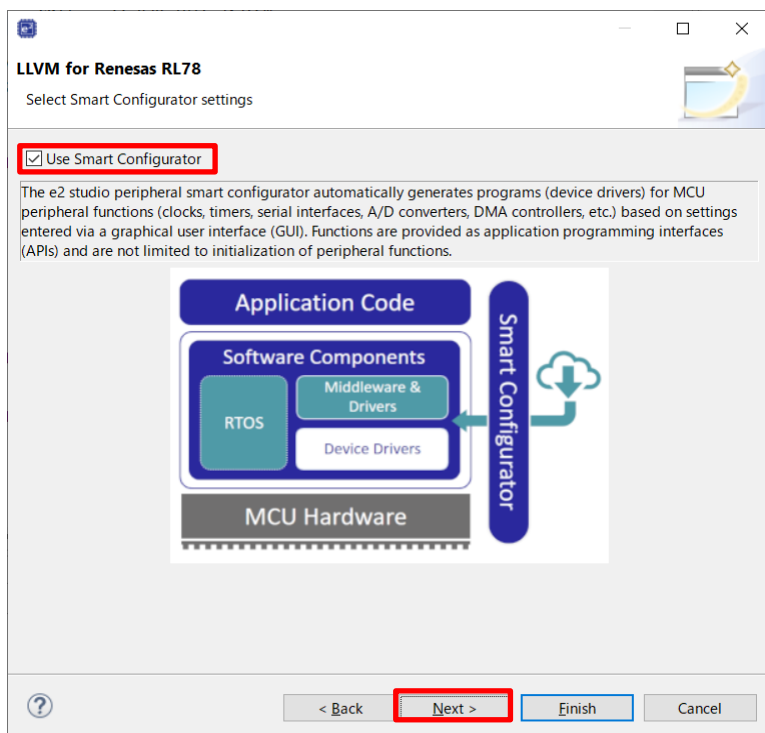 LLVM for Renesas RL78
Select Smart Configurator settings
Use Smart Configurator
The e2 studio peripheral smart configurator automatically generates programs (device drivers) for MCU
peripheral functions (clocks, timers, serial interfaces, A/D converters, DMA controllers, etc.) based on settings
entered via a graphical user interface (GUI). Functions are provided as application programming interfaces
(APIs) and are not limited to initialization of peripheral functions.
Application Code
Software Components
RTOS
Middleware &
Drivers
Device Drivers
MCU Hardware
Smart Configurator
?
< Back
Next >
Finish
Cancel